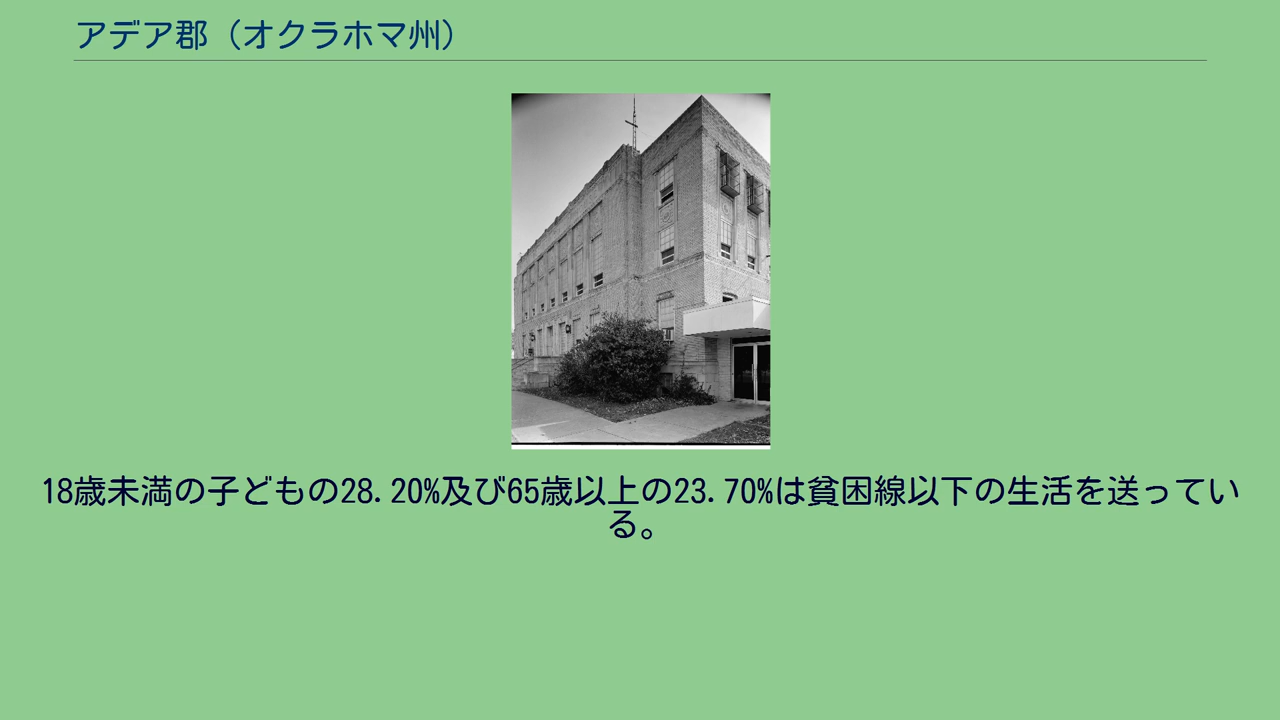 アデア郡（オクラホマ州）
18歳未満の子どもの28.20%及び65歳以上の23.70%は貧困線以下の生活を送ってい
る。